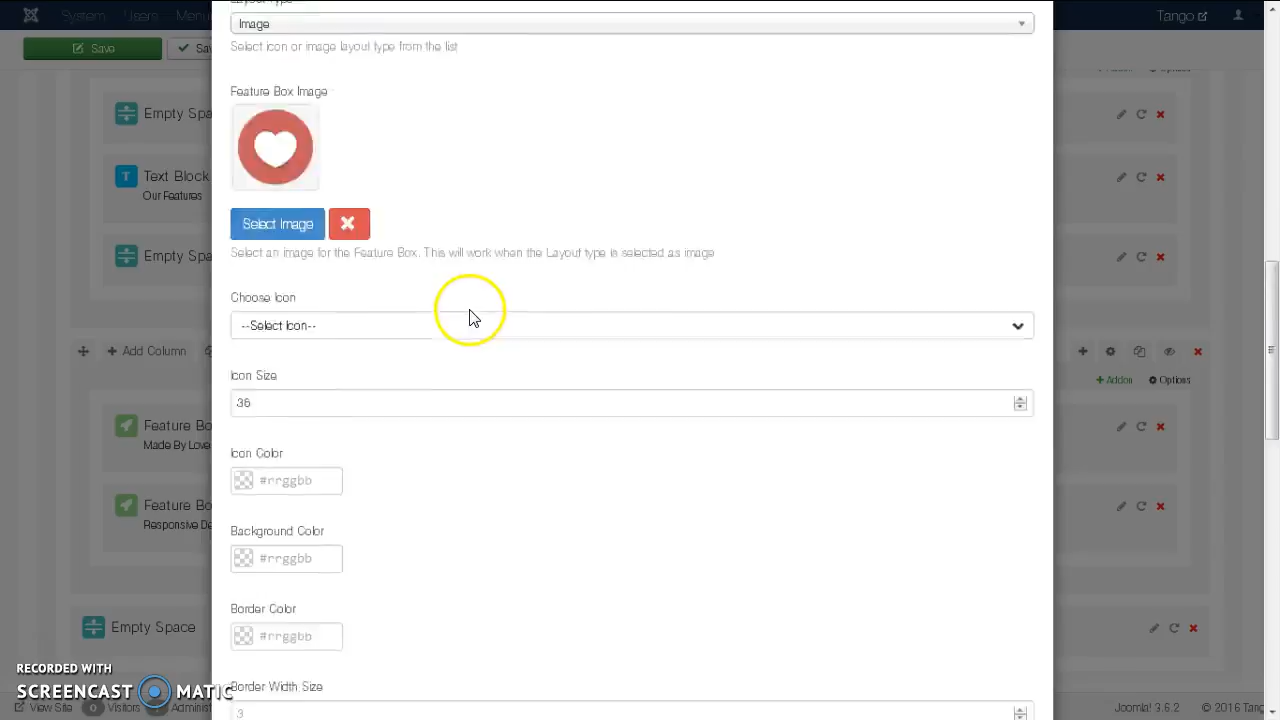 System Users Menu Tango
Layout Type
Image
Save
Select icon or image layout type from the list
Feature Box Image
Empty Spa
Text Block
Our Features
Select Image
Empty Spa
Select an image for the Feature Box. This will work when the Layout type is selected as image
Choose Icon
--Select Icon--
Add Column
Icon Size
Addon Options
36
Feature Bo
Made By Love
Icon Color
#rrggbb
Feature Bo
Responsive De
Background Color
#rrggbb
Border Color
Empty Space
#rrggbb
RECORDED WITH
SCREENCAST MATIC
Border Width Size
View Site 0 Visitors Administ
3
Joomla! 3.6.2 © 2016 Tango